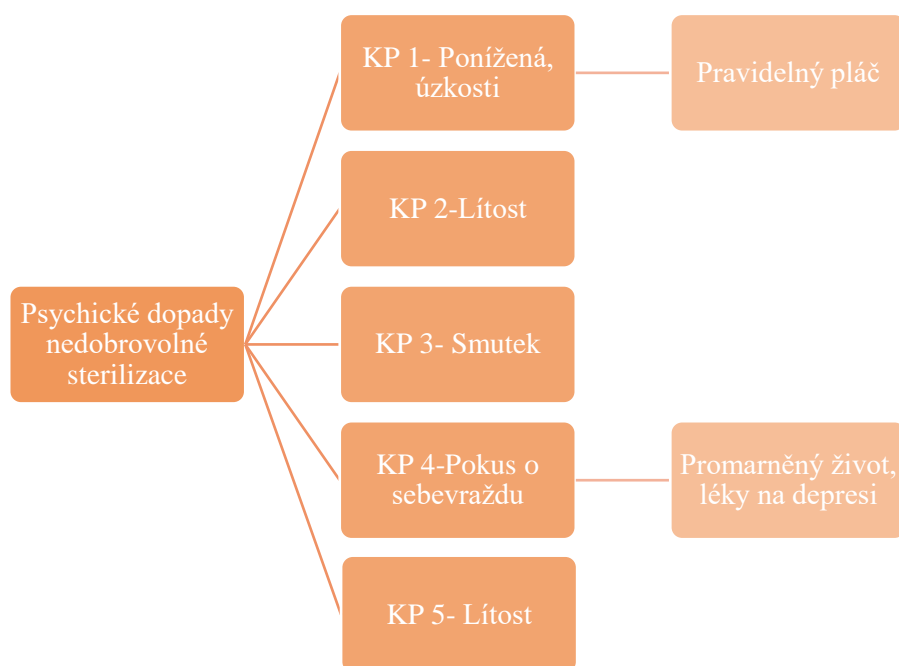 KP 1- Ponížená,
úzkosti
Pravidelný pláč
KP 2-Lítost
Psychické dopady
nedobrovolné
sterilizace
KP 3- Smutek
KP 4-Pokus o
sebevraždu
Promarněný život,
léky na depresi
KP 5- Lítost